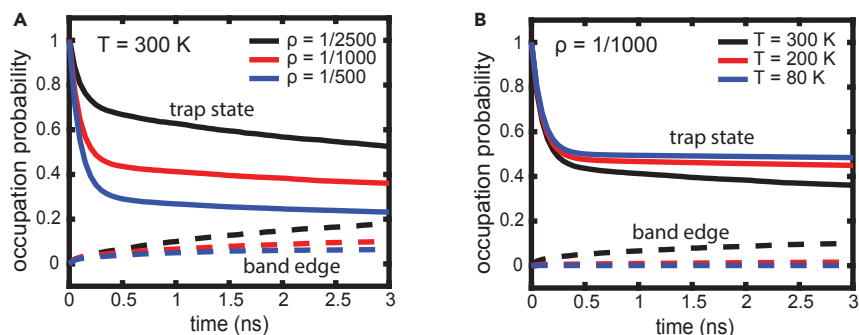 A
T = 300 K
ρ = 1/2500
ρ = 1/1000
ρ = 1/500
trap state
band edge
occupation probability
1
0.8
0.6
0.4
0.2
0
0
0.5
1
1.5
2
2.5
3
time (ns)
B
ρ = 1/1000
T = 300 K
T = 200 K
T = 80 K
trap state
band edge
occupation probability
1
0.8
0.6
0.4
0.2
0
0
0.5
1
1.5
2
2.5
3
time (ns)